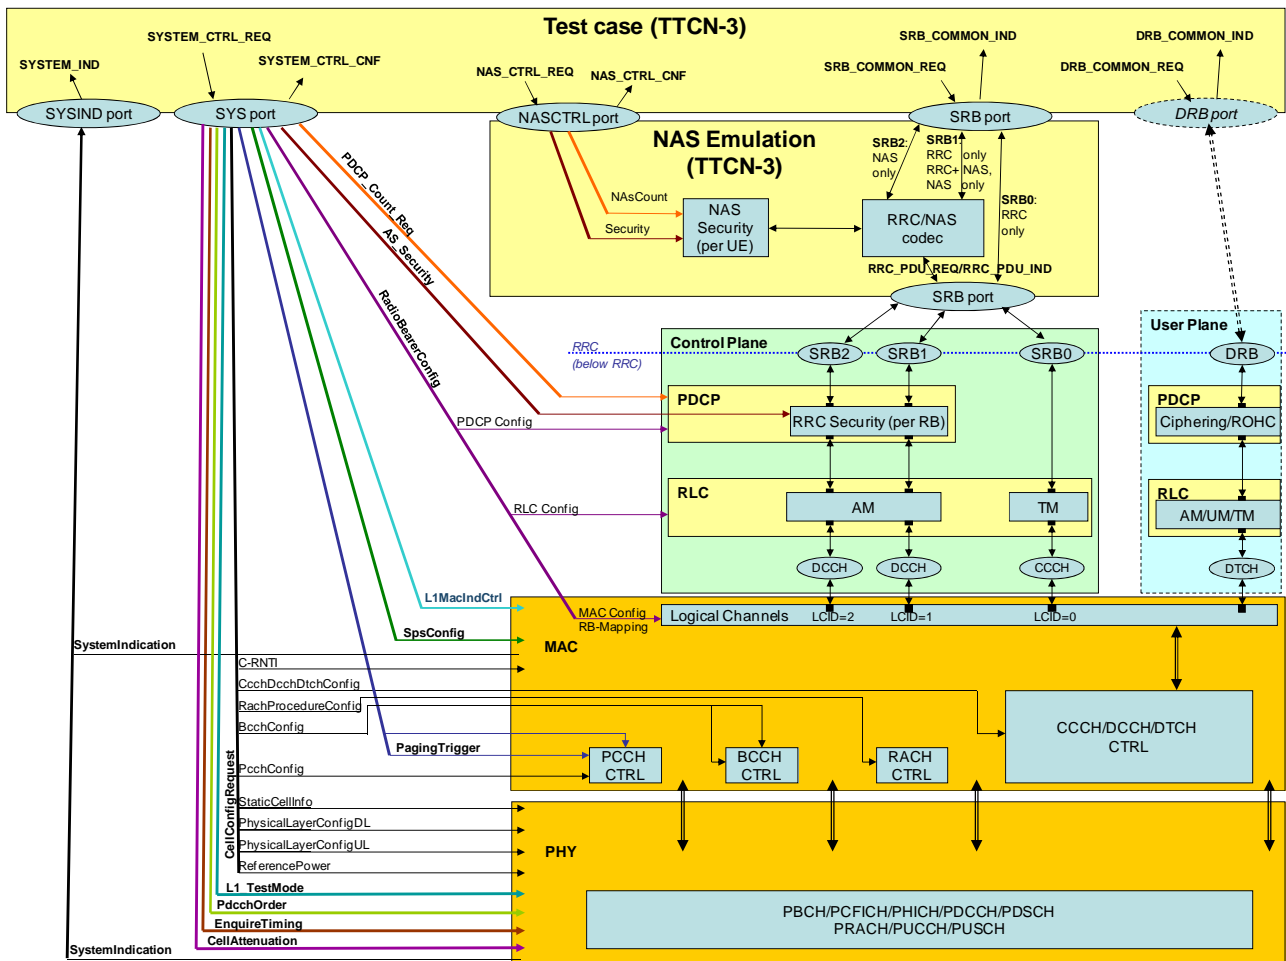 Test case (TTCN-3)
SYSTEM_CTRL_REQ
SYSTEM_IND
SYSTEM_CTRL_CNF
NAS_CTRL_REQ
NAS_CTRL_CNF
SRB_COMMON_IND
SRB_COMMON_REQ
DRB_COMMON_IND
DRB_COMMON_REQ
SYSIND port
SYS port
NASCTRL port
SRB port
DRB port
NAS Emulation
(TTCN-3)
SRB2:
NAS
only
SRB1:
RRC only
RRC+ NAS,
NAS only
SRB0:
RRC
only
NAsCount
Security
NAS
Security
(per UE)
RRC/NAS
codec
RRC_PDU_REQ/RRC_PDU_IND
SRB port
PDCP_Count_Req
AS_Security
RadioBearerConfig
RRC
(below RRC)
Control Plane
User Plane
SRB2
SRB1
SRB0
DRB
PDCP
RRC Security (per RB)
PDCP
Ciphering/ROHC
PDCP Config
RLC
AM
TM
RLC
AM/UM/TM
RLC Config
DCCH
DCCH
CCCH
DTCH
L1MacIndCtrl
MAC Config
RB-Mapping
Logical Channels
LCID=2
LCID=1
LCID=0
SpsConfig
MAC
SystemIndication
C-RNTI
CcchDcchDtchConfig
RachProcedureConfig
BcchConfig
PagingTrigger
PcchConfig
PCCH
CTRL
BCCH
CTRL
RACH
CTRL
CCCH/DCCH/DTCH
CTRL
CellConfigRequest
StaticCellInfo
PhysicalLayerConfigDL
PhysicalLayerConfigUL
ReferencePower
PHY
L1_TestMode
PdcchOrder
EnquireTiming
CellAttenuation
SystemIndication
PBCH/PCFICH/PHICH/PDCCH/PDSCH
PRACH/PUCCH/PUSCH